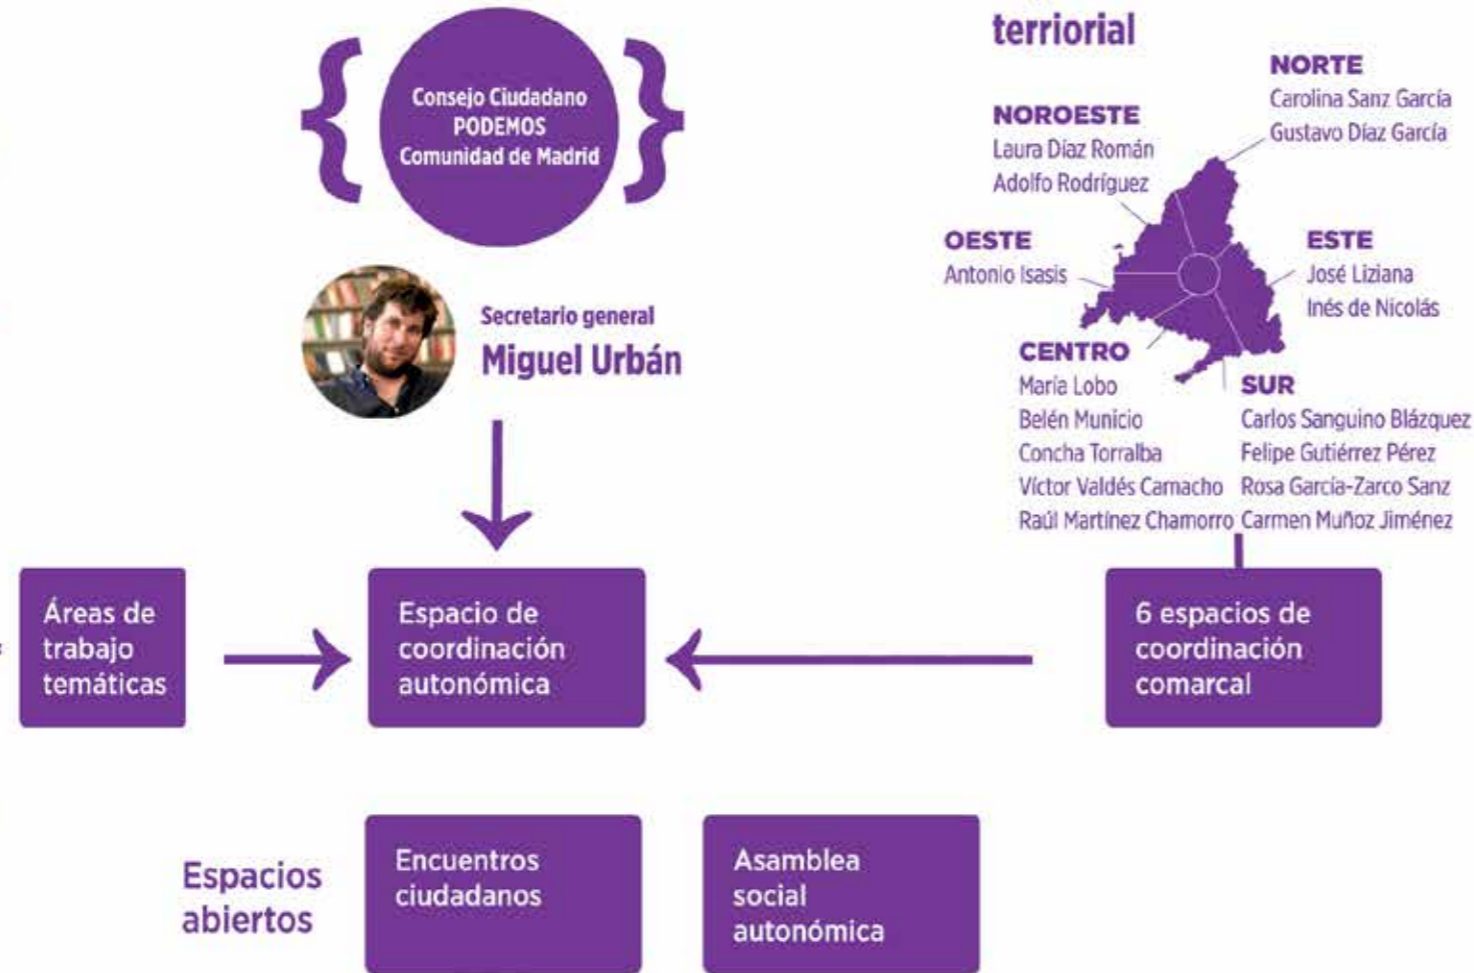 Consejo Ciudadano
PODEMOS
Comunidad de Madrid
Secretario general
Miguel Urbán
terriorial
NORTE
Carolina Sanz García
Gustavo Díaz García
NOROESTE
Laura Díaz Román
Adolfo Rodríguez
OESTE
Antonio Isasis
ESTE
José Liziana
Inés de Nicolás
CENTRO
María Lobo
Belén Municio
Concha Torralba
Víctor Valdés Camacho
Raúl Martínez Chamorro
SUR
Carlos Sanguino Blázquez
Felipe Gutiérrez Pérez
Rosa García-Zarco Sanz
Carmen Muñoz Jiménez
Áreas de
trabajo
temáticas
Espacio de
coordinación
autonómica
6 espacios de
coordinación
comarcal
Espacios
abiertos
Encuentros
ciudadanos
Asamblea
social
autonómica